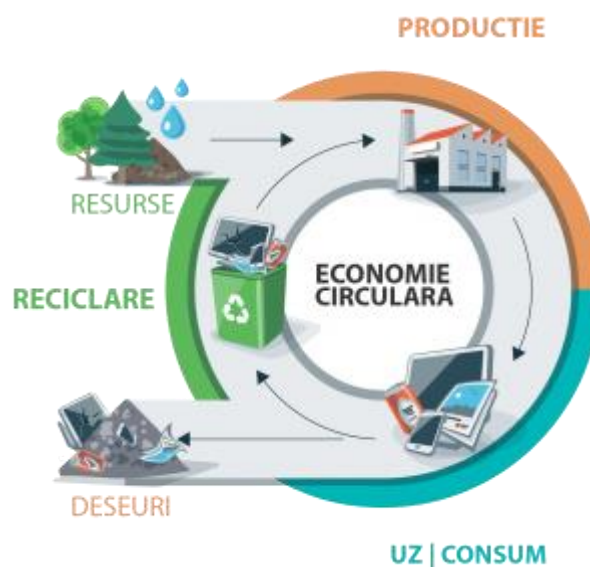 PRODUCTIE
RESURSE
RECICLARE
ECONOMIE
CIRCULARA
DESEURI
UZ | CONSUM